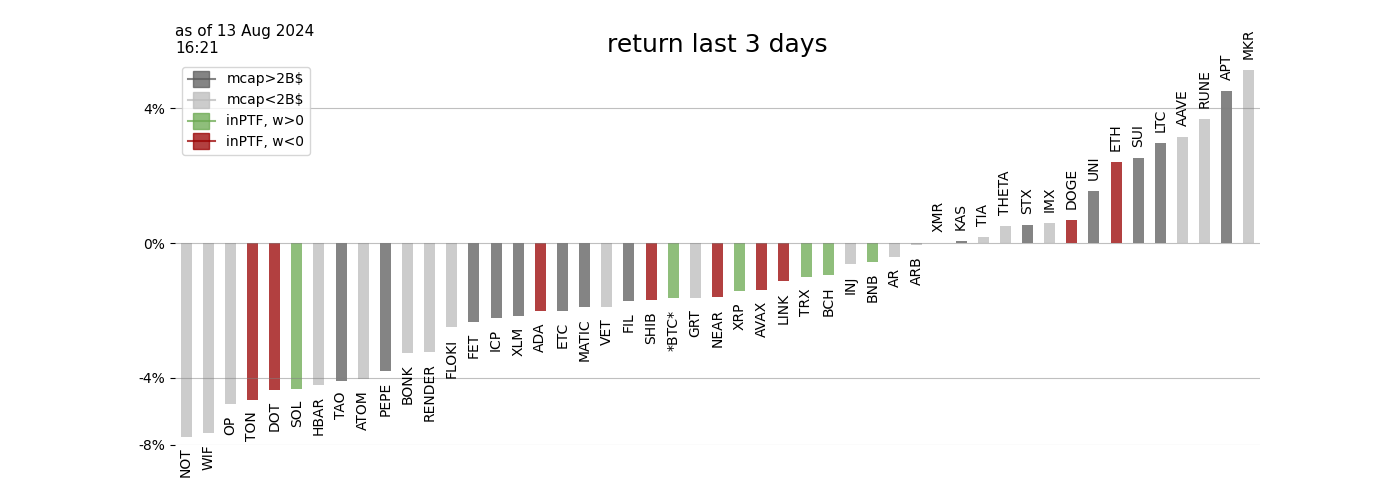 as of 13 Aug 2024
16:21
return last 3 days
mcap>2B$
mcap<2B$
inPTF, w>0
inPTF, w<0
4%
0%
-4%
-8%
NOT
WIF
OP
TON
DOT
SOL
HBAR
TAO
ATOM
PEPE
BONK
RENDER
FLOKI
FET
ICP
XLM
ADA
ETC
MATIC
VET
FIL
SHIB
*BTC*
GRT
NEAR
XRP
AVAX
LINK
TRX
BCH
INJ
BNB
AR
ARB
XMR
KAS
TIA
THETA
STX
IMX
DOGE
UNI
ETH
SUI
LTC
AAVE
RUNE
APT
MKR